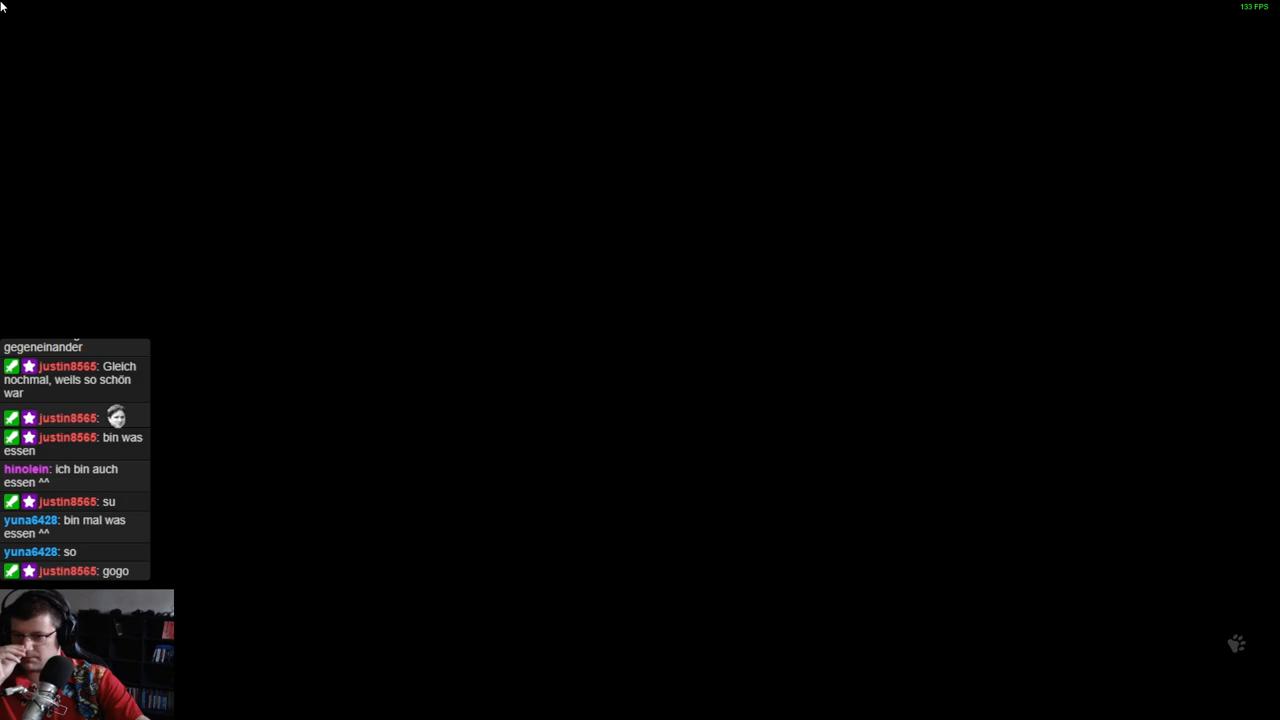 133 FPS
gegeneinander
justin8565: Gleich
nochmal, weils so schön
war
justin8565:
justin8565: bin was
essen
hinolein: ich bin auch
essen ^^
justin8565: su
yuna6428: bin mal was
essen ^^
yuna6428: so
justin8565: gogo